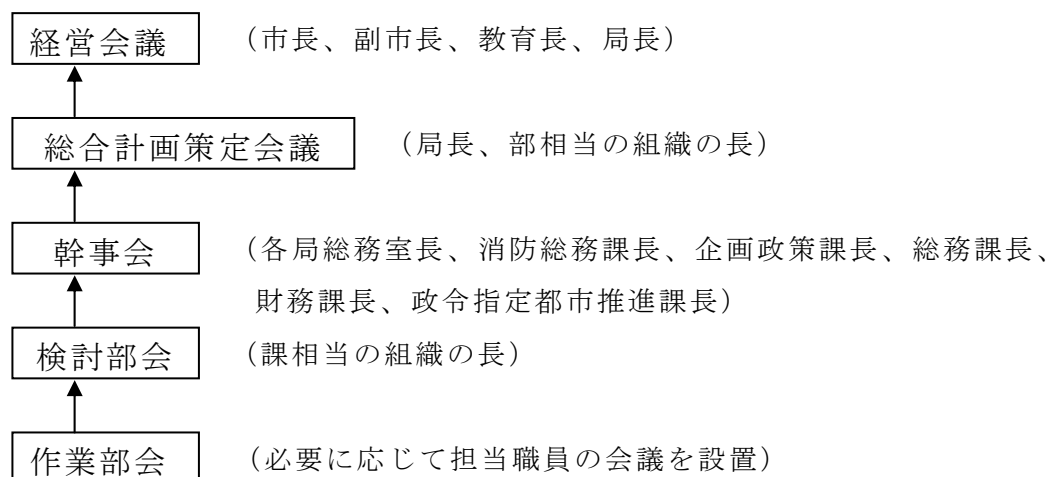 経営会議 (市長、副市長、教育長、局長)
総合計画策定会議 (局長、部相当の組織の長)
幹事会 (各局総務室長、消防総務課長、企画政策課長、総務課長、
財務課長、政令指定都市推進課長)
検討部会 (課相当の組織の長)
作業部会 (必要に応じて担当職員の会議を設置)